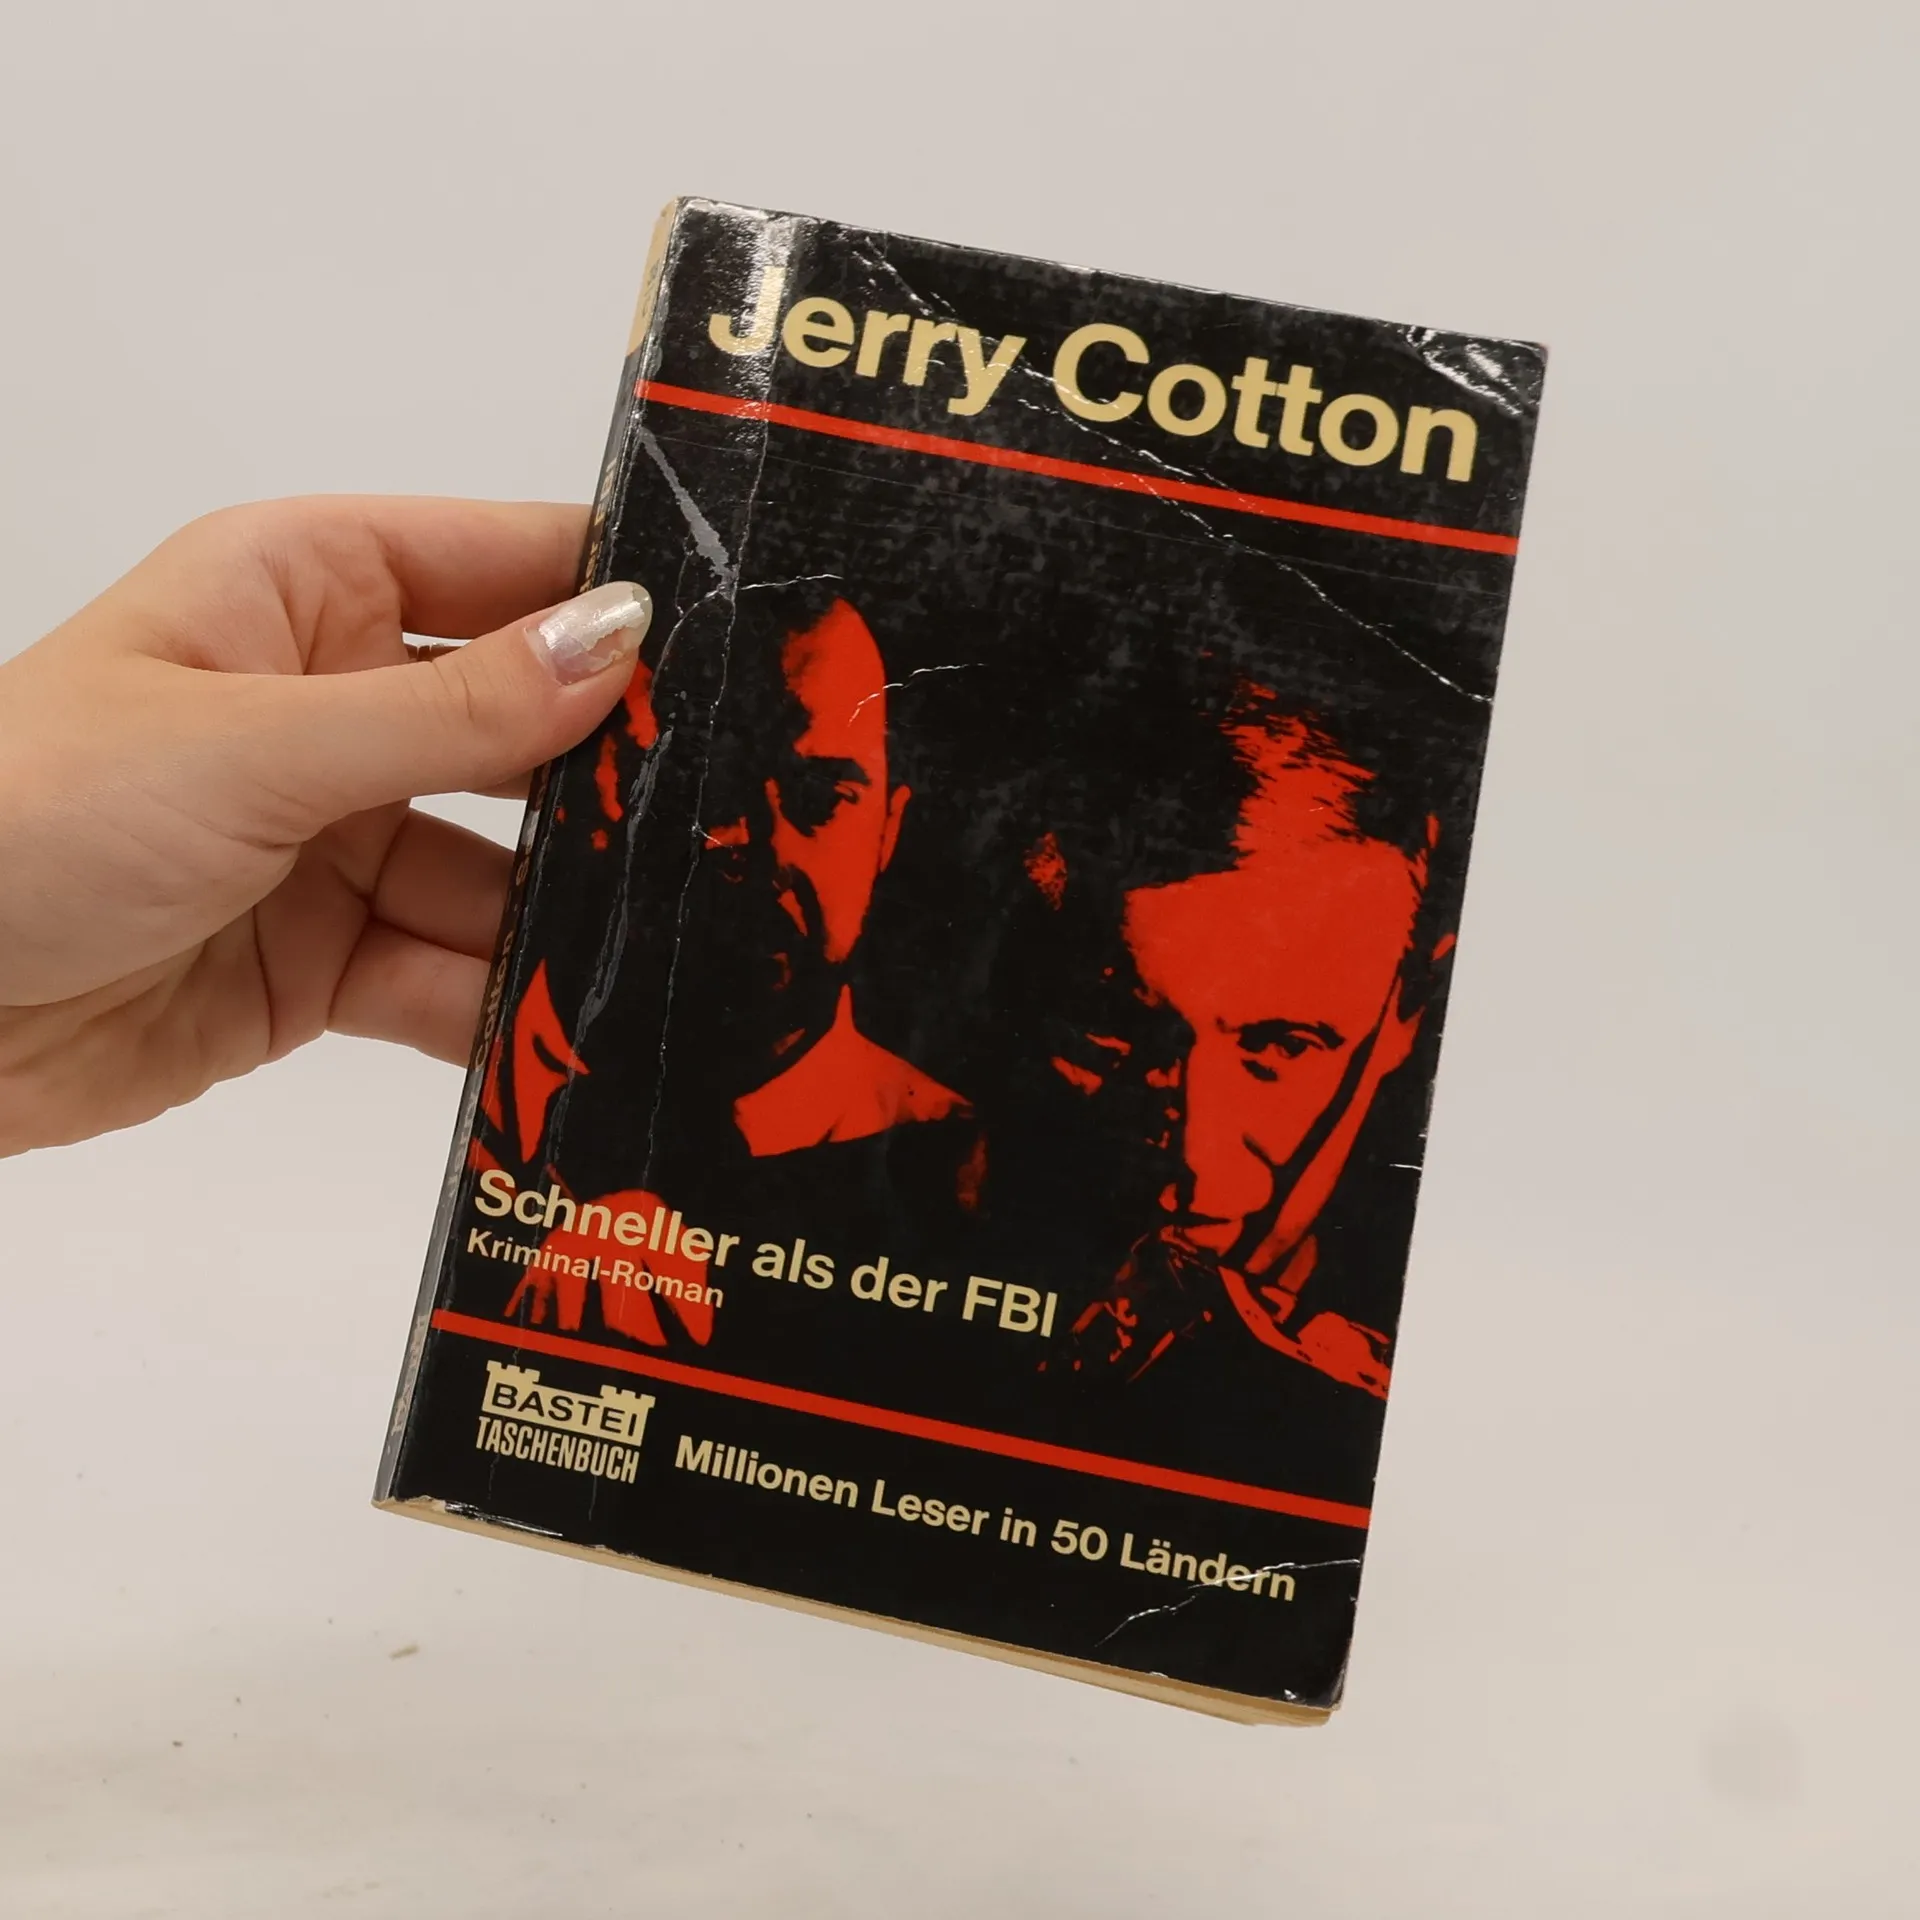 Jerry Cotton
Schneller als der FBI
Kriminal-Roman
BASTEI
TASCHENBUCH
Millionen Leser in 50 Ländern